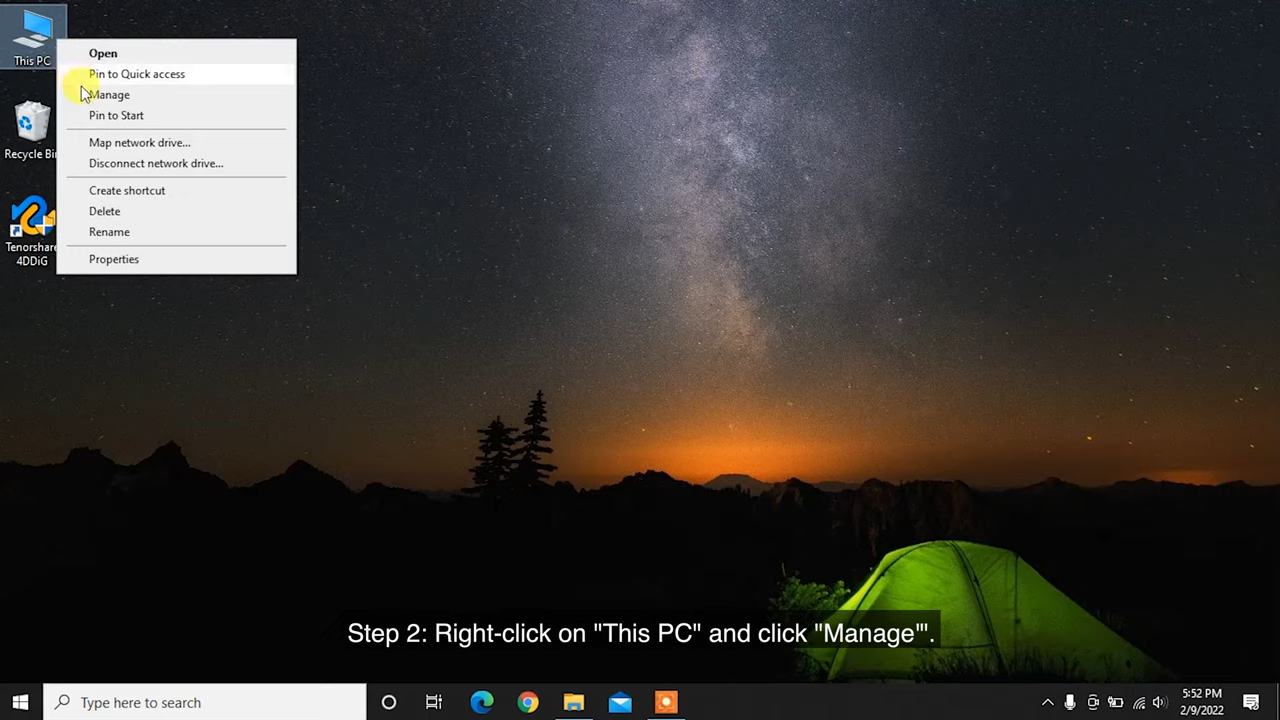 This PC
Open
Pin to Quick access
Manage
Pin to Start
Map network drive...
Disconnect network drive...
Create shortcut
Delete
Rename
Properties
Recycle Bin
Tenorshare
4DDiG
Step 2: Right-click on "This PC" and click "Manage'".
Type here to search
5:52 PM
2/9/2022